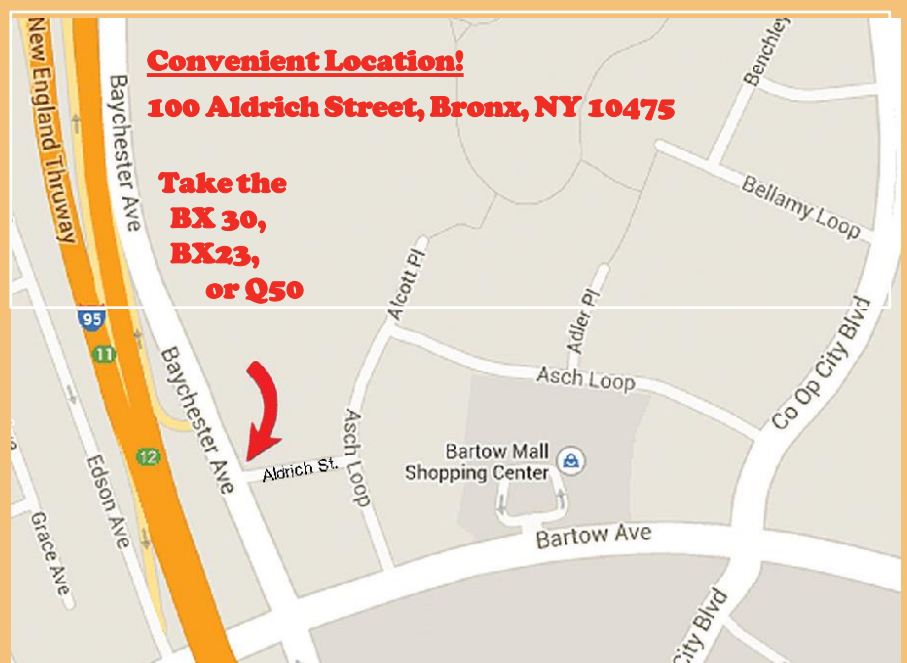 Convenient Location!
100 Aldrich Street, Bronx, NY 10475
Take the
BX 30,
BX23,
or Q50
New England Thruway
Baychester Ave
Benchley
Bellamy Loop
Alcott Pl
Adler Pl
95
11
Co Op City Blvd
Baychester Ave
Asch Loop
Asch Loop
12
Edson Ave
Aldrich St.
Bartow Mall
Shopping Center
Grace Ave
Bartow Ave
City Blvd